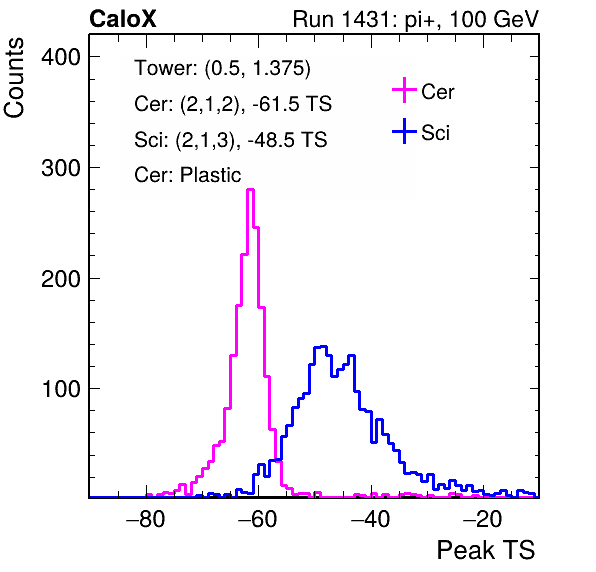 CaloX Run 1431: pi+, 100 GeV
Counts
400
300
200
100
Tower: (0.5, 1.375)
Cer: (2,1,2), -61.5 TS
Sci: (2,1,3), -48.5 TS
Cer: Plastic
Cer
Sci
−80 −60 −40 −20
Peak TS